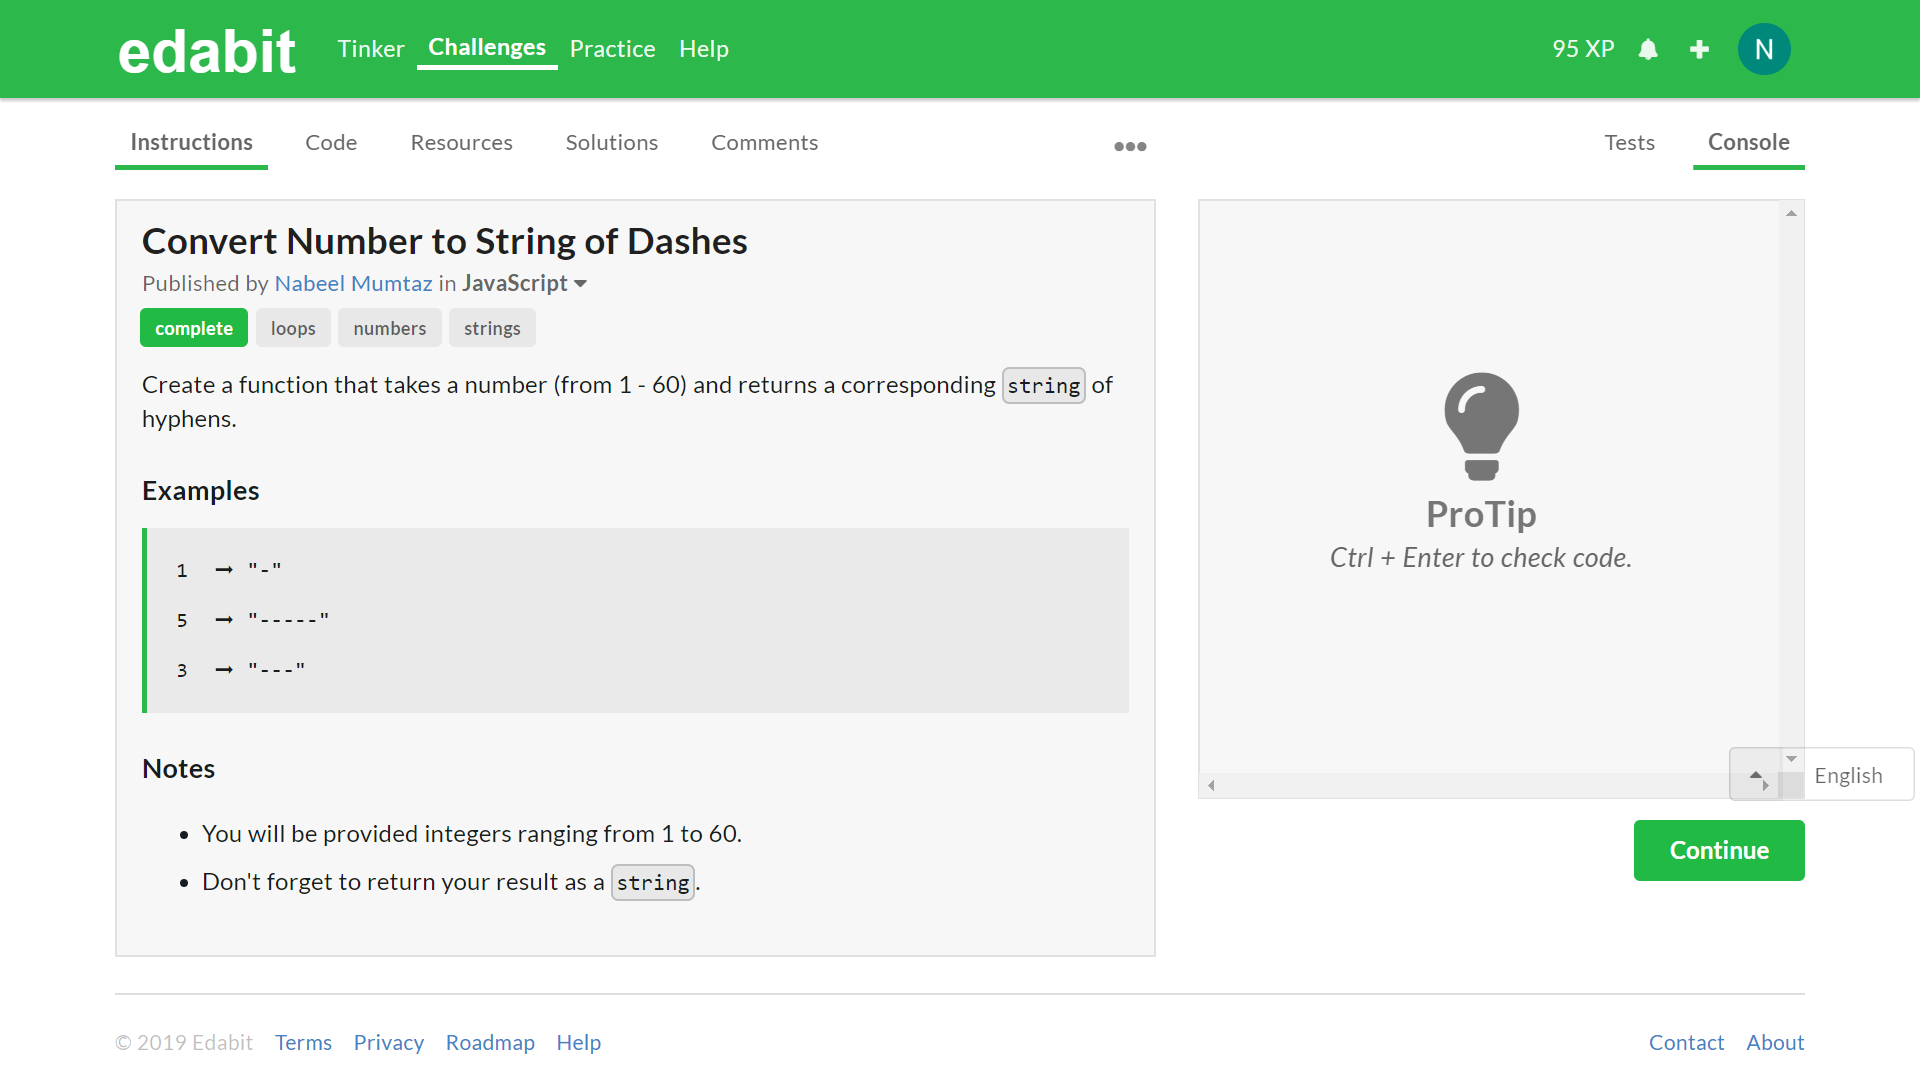 edabit Tinker Challenges Practice Help 95 XP N
Instructions Code Resources Solutions Comments Tests Console
Convert Number to String of Dashes
Published by Nabeel Mumtaz in JavaScript
complete loops numbers strings
Create a function that takes a number (from 1 - 60) and returns a corresponding string of
hyphens.
Examples
1 ➞ "-"
5 ➞ "-----"
3 ➞ "---"
Notes
• You will be provided integers ranging from 1 to 60.
• Don't forget to return your result as a string.
ProTip
Ctrl + Enter to check code.
English
Continue
© 2019 Edabit Terms Privacy Roadmap Help Contact About